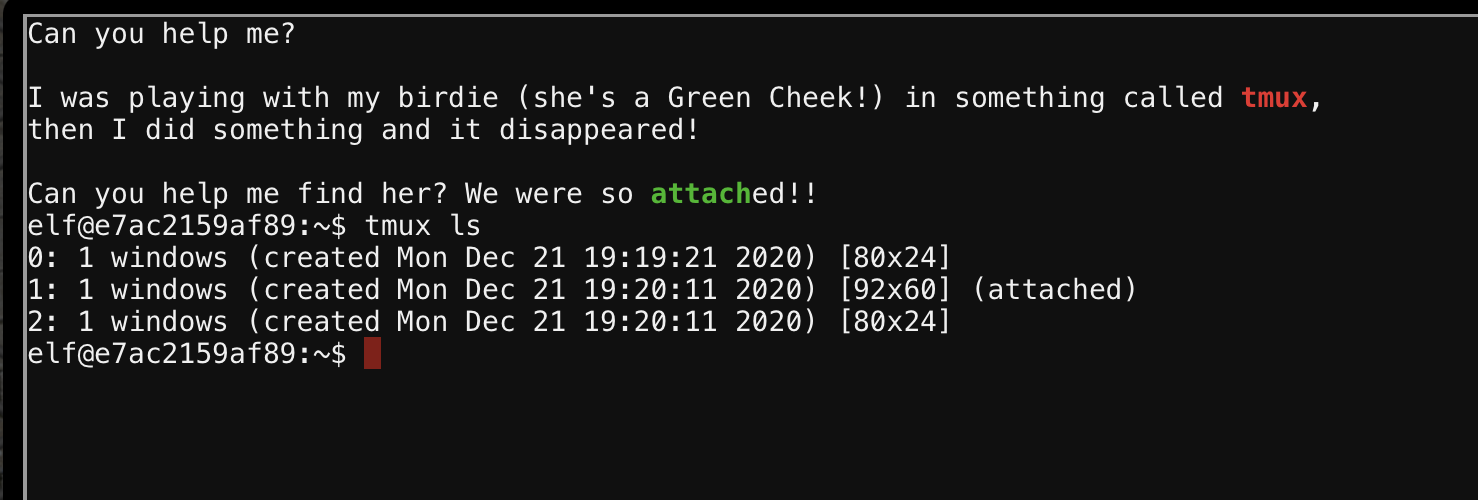 Can you help me?
I was playing with my birdie (she's a Green Cheek!) in something called tmux,
then I did something and it disappeared!
Can you help me find her? We were so attached!!
elf@e7ac2159af89:~$ tmux ls
0: 1 windows (created Mon Dec 21 19:19:21 2020) [80x24]
1: 1 windows (created Mon Dec 21 19:20:11 2020) [92x60] (attached)
2: 1 windows (created Mon Dec 21 19:20:11 2020) [80x24]
elf@e7ac2159af89:~$